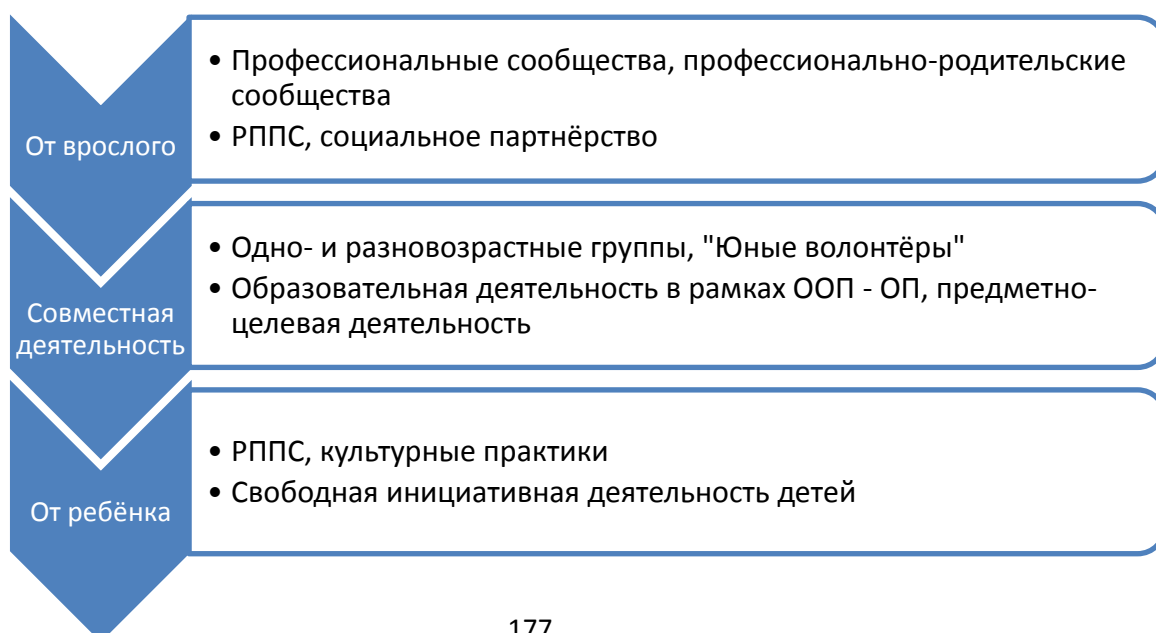 От врослого
• Профессиональные сообщества, профессионально-родительские
сообщества
• РППС, социальное партнёрство
Совместная
деятельность
• Одно- и разновозрастные группы, "Юные волонтёры"
• Образовательная деятельность в рамках ООП - ОП, предметно-
целевая деятельность
От ребёнка
• РППС, культурные практики
• Свободная инициативная деятельность детей
177